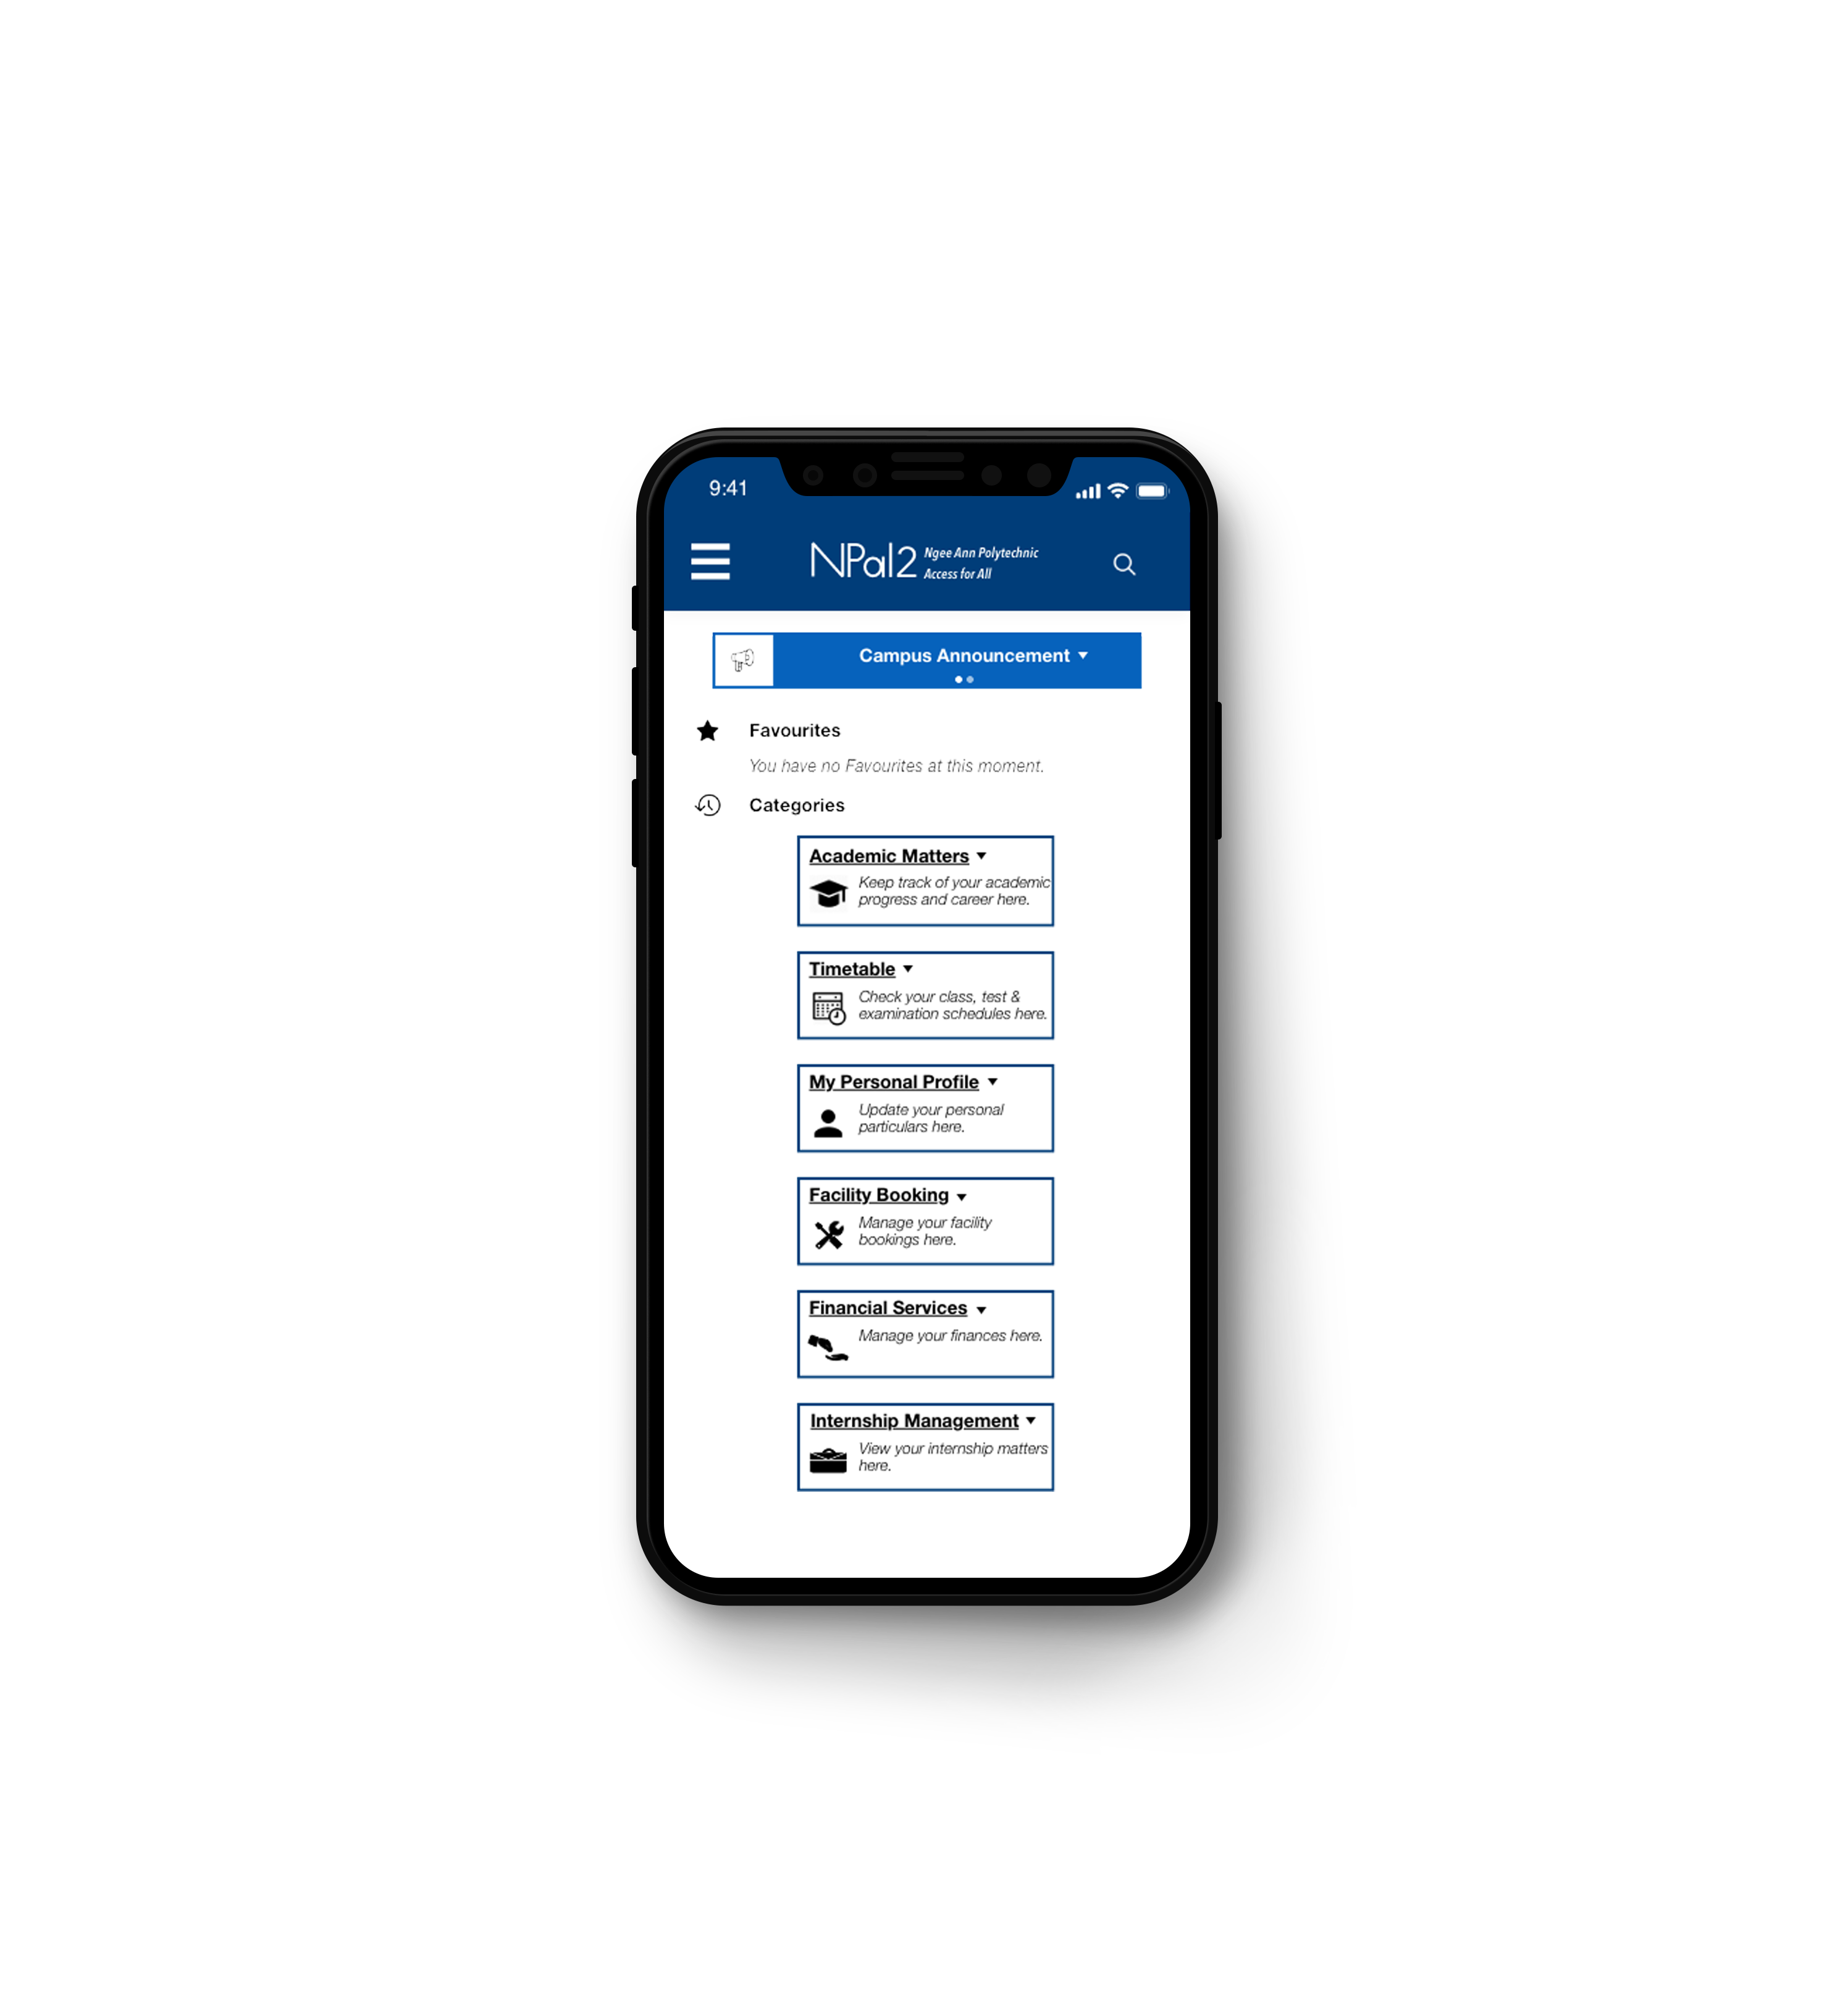 9:41
NPal2 Ngee Ann Polytechnic
Access for All
Campus Announcement
Favourites
You have no Favourites at this moment.
Categories
Academic Matters
Keep track of your academic
progress and career here.
Timetable
Check your class, test &
examination schedules here.
My Personal Profile
Update your personal
particulars here.
Facility Booking
Manage your facility
bookings here.
Financial Services
Manage your finances here.
Internship Management
View your internship matters
here.